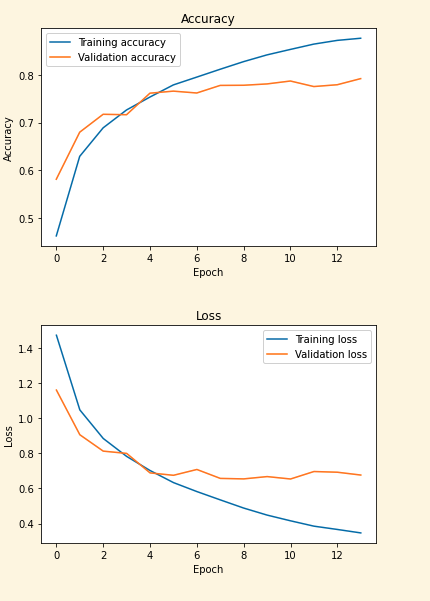 Accuracy
Training accuracy
Validation accuracy
0.8
0.7
0.6
0.5
Accuracy
0 2 4 6 8 10 12
Epoch
Loss
Training loss
Validation loss
1.4
1.2
1.0
0.8
0.6
0.4
Loss
0 2 4 6 8 10 12
Epoch